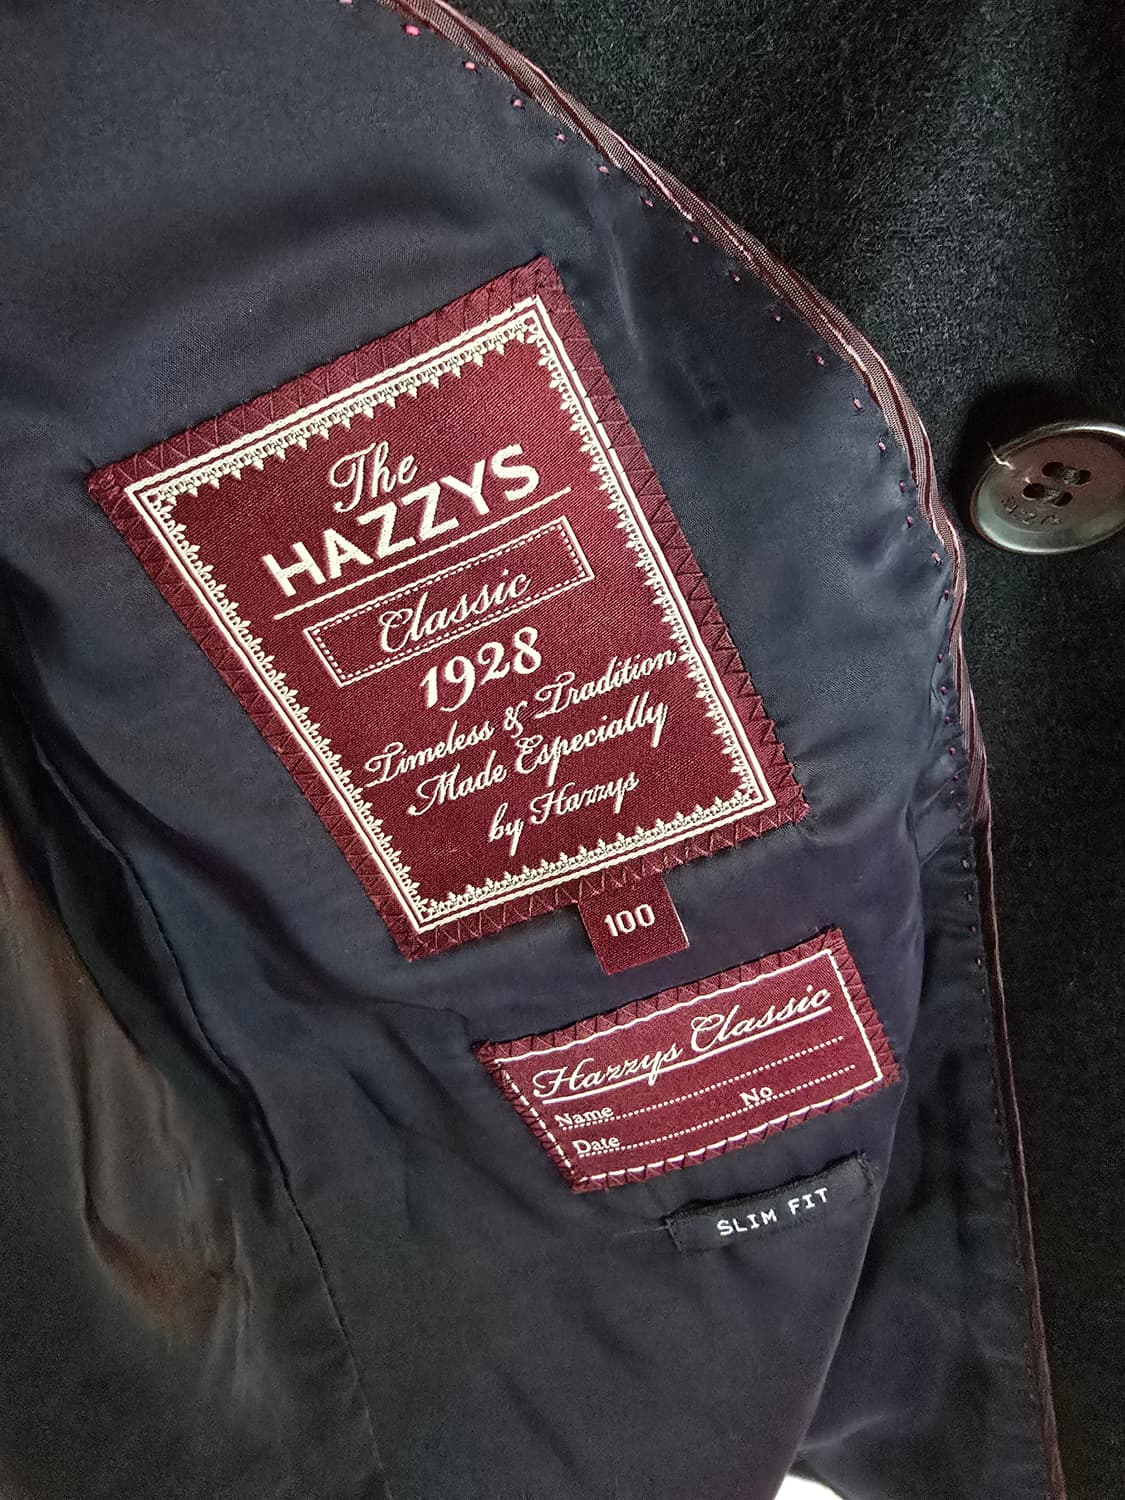 The
HAZZYS
Classic
1928
Timeless & Tradition
Made Especially
by Hazzys
100
Hazzys Classic
Name No
Date
SLIM FIT